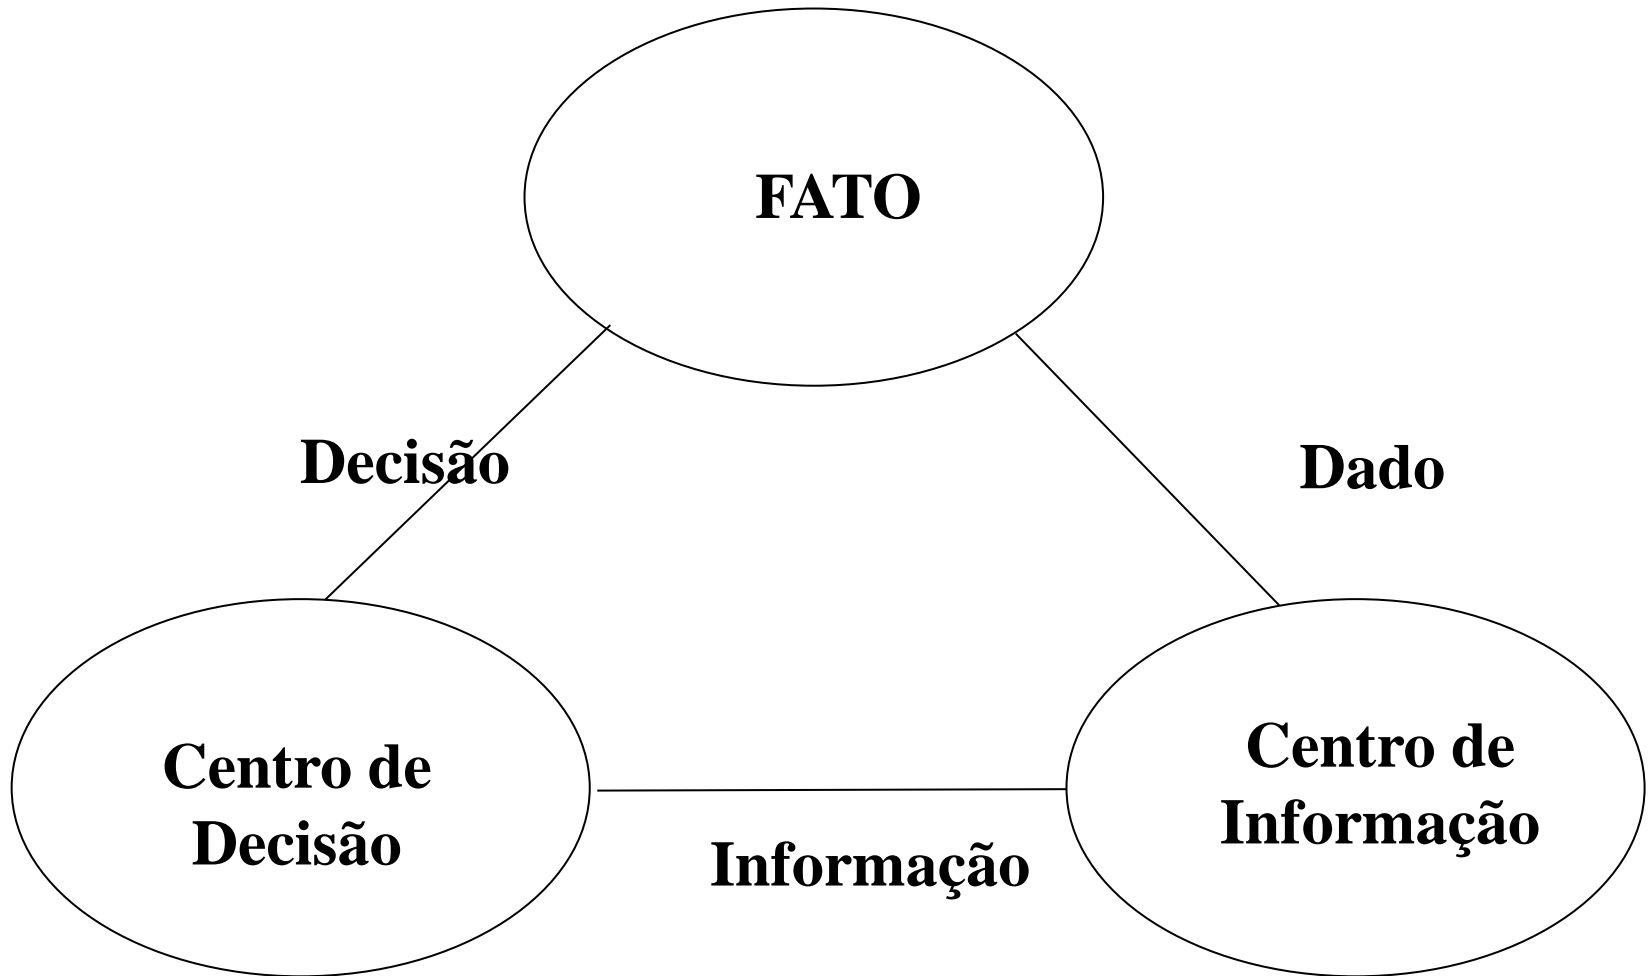 FATO
Decisão
Dado
Centro de
Decisão
Informação
Centro de
Informação